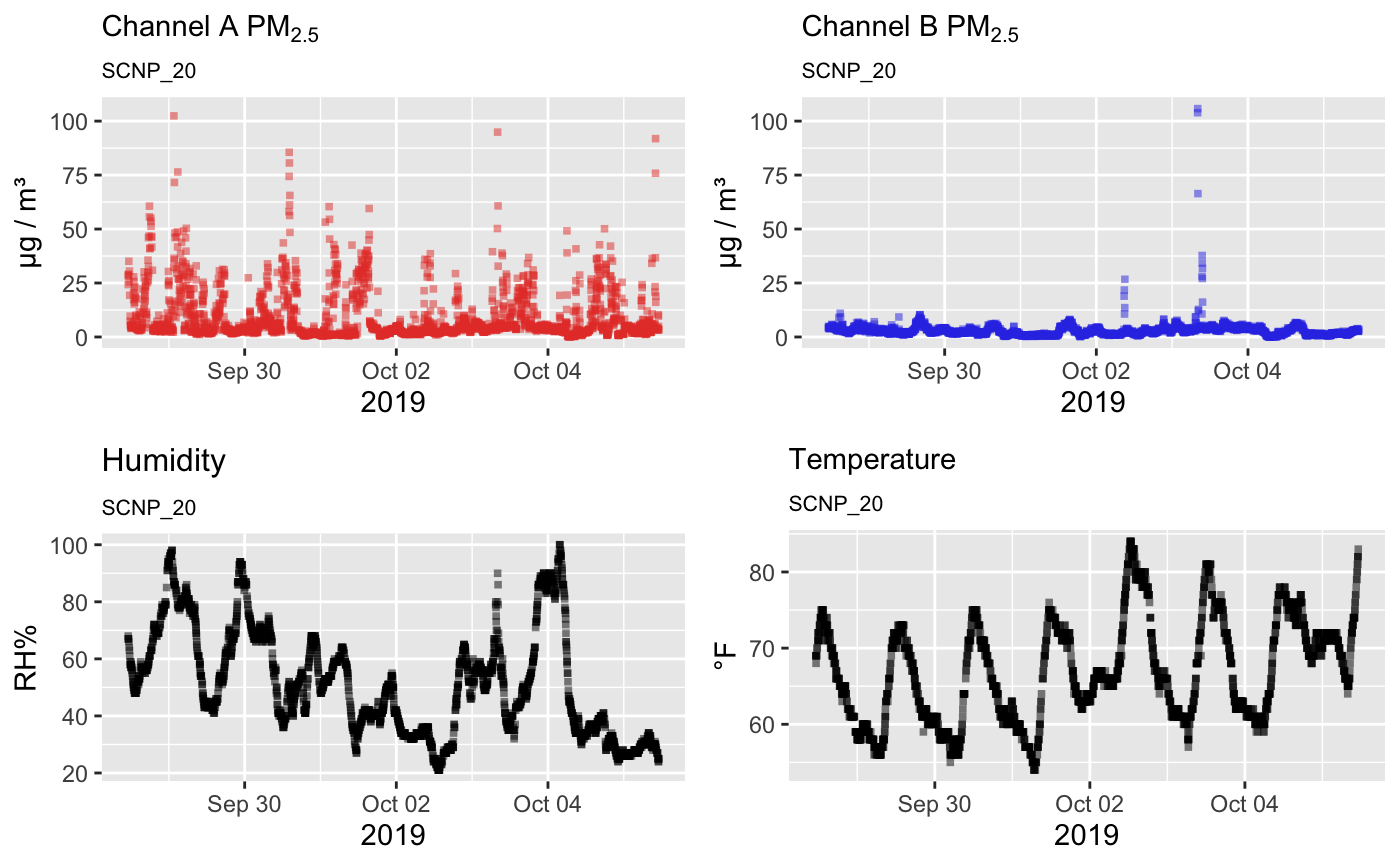 Channel A PM2.5
SCNP_20
100
75
50
25
0
µg / m³
Sep 30
Oct 02
Oct 04
2019
Channel B PM2.5
SCNP_20
100
75
50
25
0
µg / m³
Sep 30
Oct 02
Oct 04
2019
Humidity
SCNP_20
100
80
60
40
20
RH%
Sep 30
Oct 02
Oct 04
2019
Temperature
SCNP_20
80
70
60
°F
Sep 30
Oct 02
Oct 04
2019